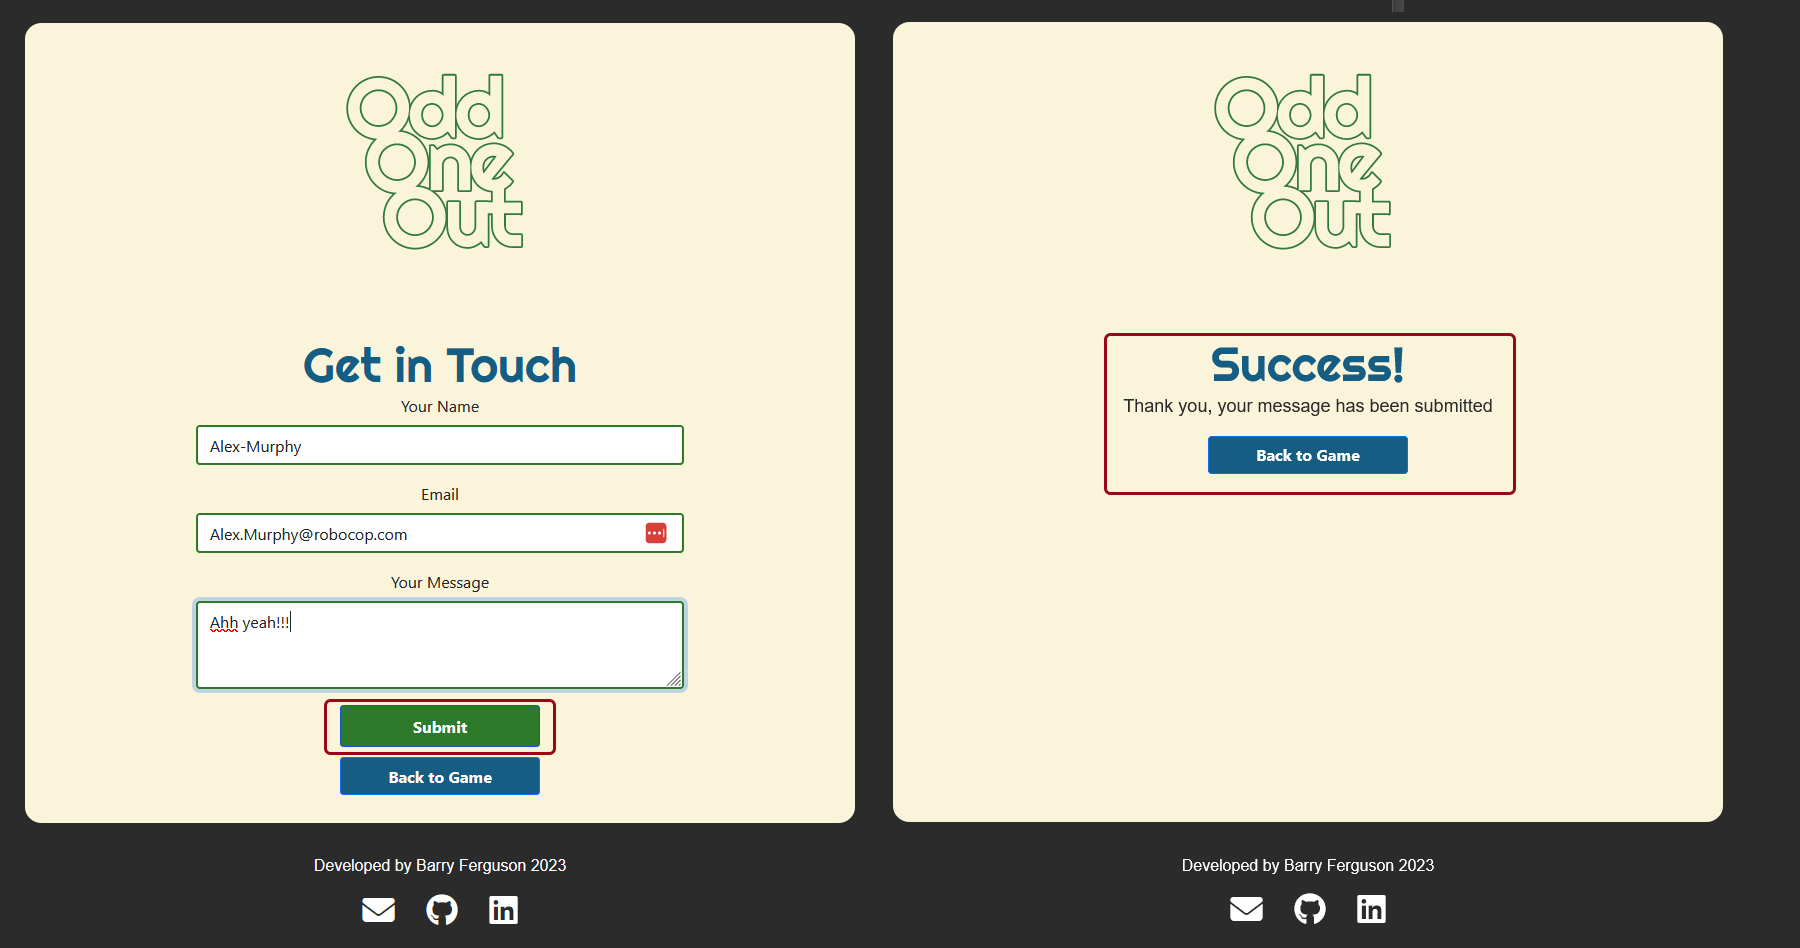 Odd
One
Out
Get in Touch
Your Name
Alex-Murphy
Email
Alex.Murphy@robocop.com
Your Message
Ahh yeah!!!
Submit
Back to Game
Developed by Barry Ferguson 2023
in
Odd
One
Out
Success!
Thank you, your message has been submitted
Back to Game
Developed by Barry Ferguson 2023
in